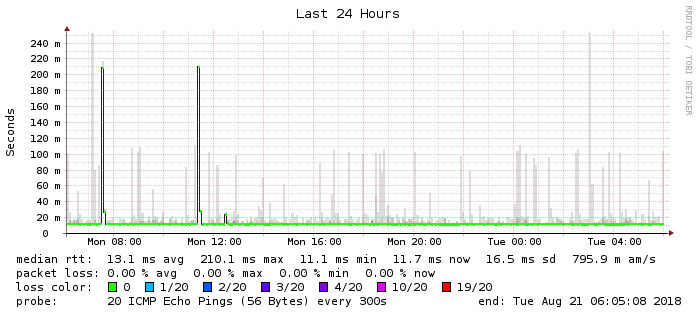 Last 24 Hours
RRDTOOL / TOBI OETIKER
Seconds
240 m
220 m
200 m
180 m
160 m
140 m
120 m
100 m
80 m
60 m
40 m
20 m
0
Mon 08:00 Mon 12:00 Mon 16:00 Mon 20:00 Tue 00:00 Tue 04:00
median rtt: 13.1 ms avg 210.1 ms max 11.1 ms min 11.7 ms now 16.5 ms sd 795.9 m am/s
packet loss: 0.00 % avg 0.00 % max 0.00 % min 0.00 % now
loss color: 0 1/20 2/20 3/20 4/20 10/20 19/20
probe: 20 ICMP Echo Pings (56 Bytes) every 300s end: Tue Aug 21 06:05:08 2018